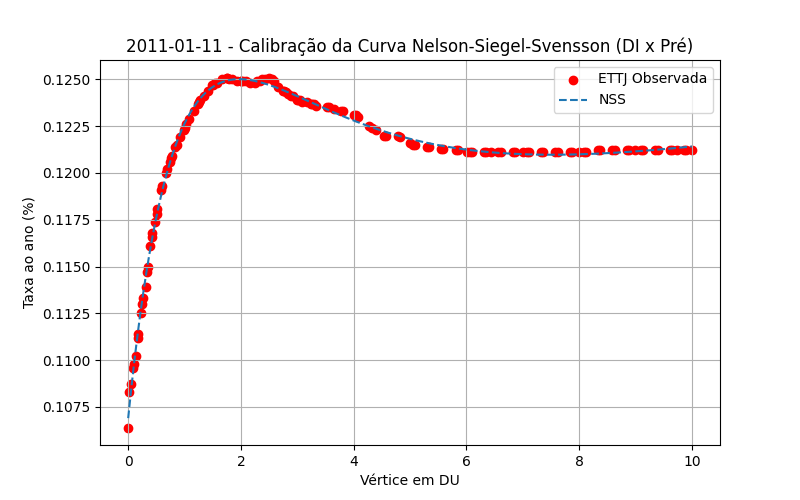 2011-01-11 - Calibração da Curva Nelson-Siegel-Svensson (DI x Pré)
ETTJ Observada
NSS
Taxa ao ano (%)
0.1250
0.1225
0.1200
0.1175
0.1150
0.1125
0.1100
0.1075
0 2 4 6 8 10
Vértice em DU